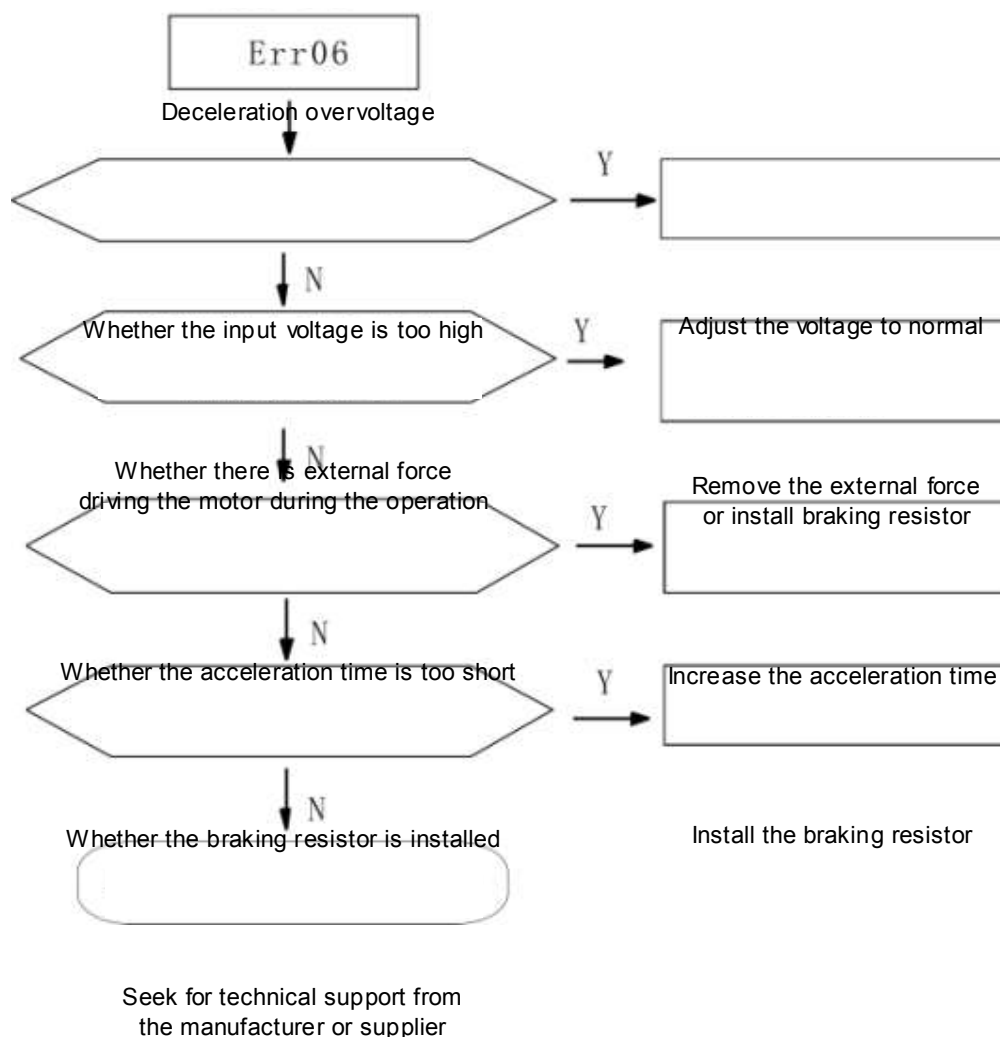 Err06
Deceleration overvoltage
Y
N
Whether the input voltage is too high
Y
Adjust the voltage to normal
N
Whether there is external force
driving the motor during the operation
Remove the external force
or install braking resistor
Y
N
Whether the acceleration time is too short
Y
Increase the acceleration time
N
Whether the braking resistor is installed
Install the braking resistor
Seek for technical support from
the manufacturer or supplier